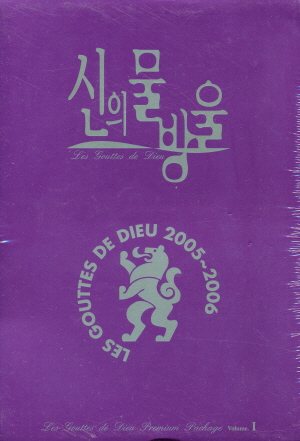 신의 물방울
Les Gouttes de Dieu
LES GOUTTES DE DIEU 2005~2006
Les Gouttes de Dieu Premium Package Volume. I